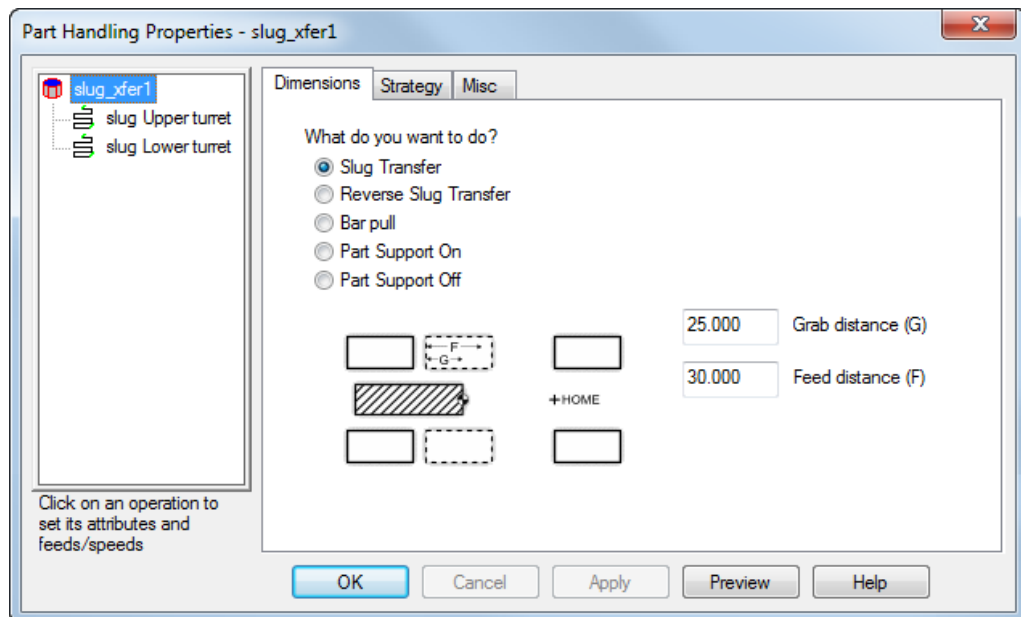 Part Handling Properties - slug_xfer1
slug_xfer1
slug Upper turret
slug Lower turret
Click on an operation to
set its attributes and
feeds/speeds
Dimensions Strategy Misc
What do you want to do?
Slug Transfer
Reverse Slug Transfer
Bar pull
Part Support On
Part Support Off
F
G
+HOME
25.000 Grab distance (G)
30.000 Feed distance (F)
OK Cancel Apply Preview Help